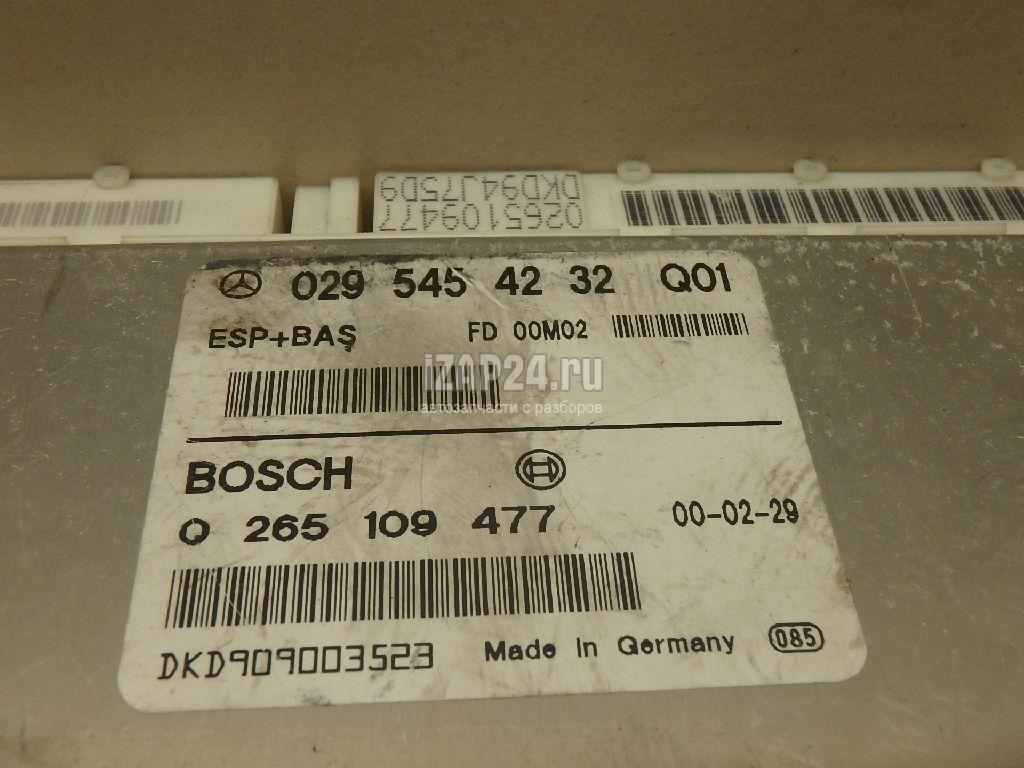 0265109477
DKD94J75D9
029 545 42 32 Q01
ESP+BAS
FD 00M02
iZAP24.ru
автозапчасти с разборов
BOSCH
0 265 109 477
00-02-29
DKD909003523
Made In Germany
085